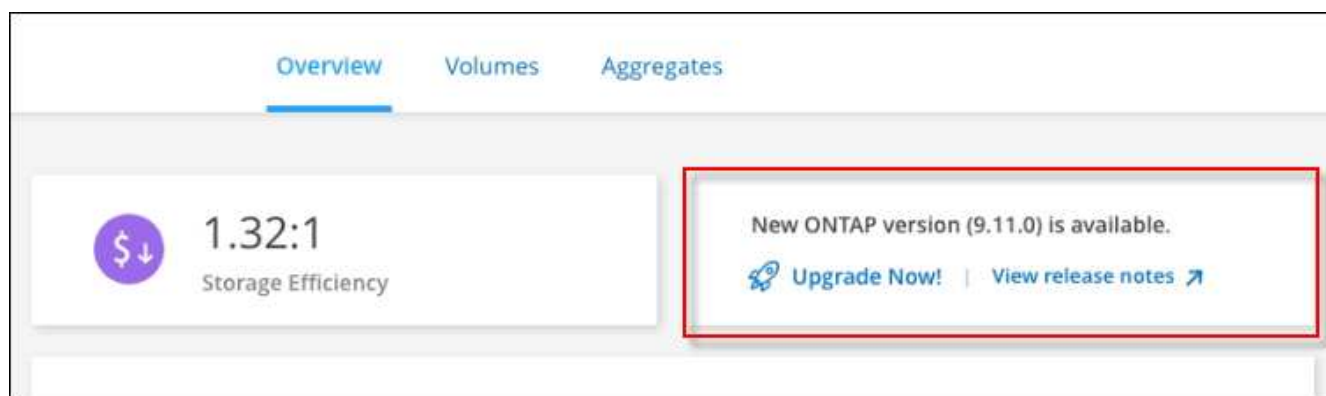 Overview Volumes Aggregates
1.32:1
Storage Efficiency
New ONTAP version (9.11.0) is available.
Upgrade Now! | View release notes